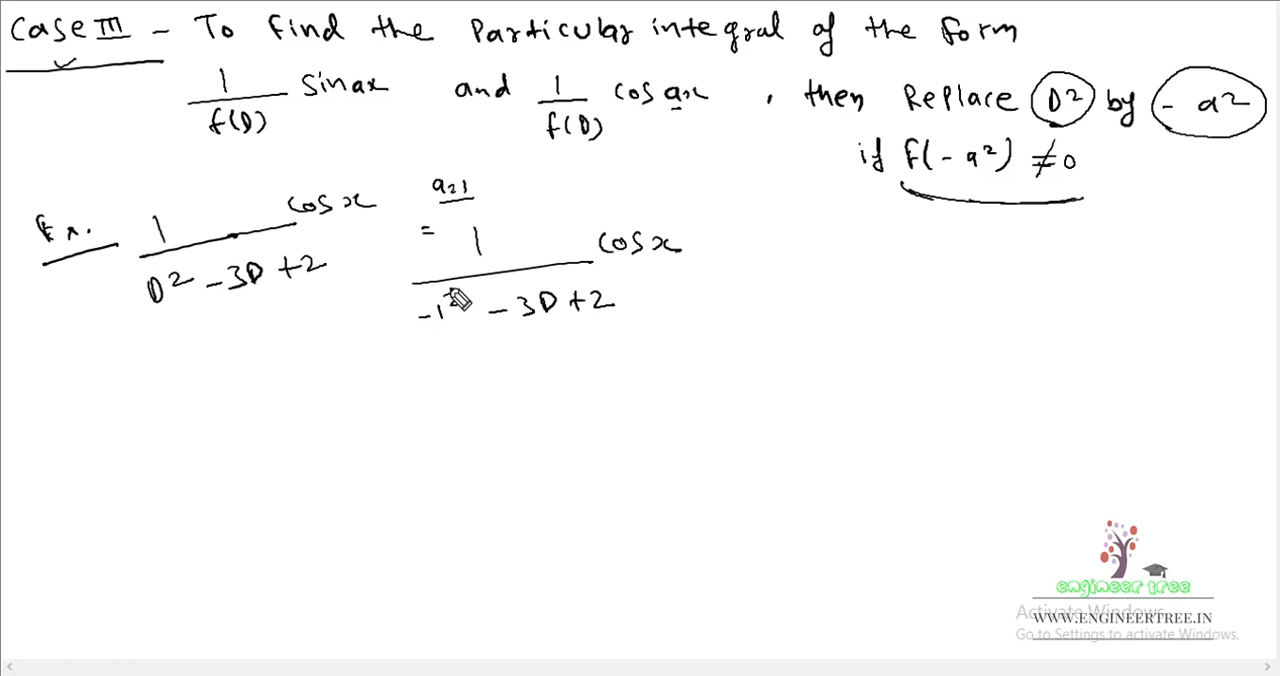 Case III - To find the Particular integral of the form
1/f(D) Sin ax and 1/f(D) cos ax , then Replace D² by - a²
if f(- a²) ≠ 0
Ex. 1/(D² - 3D + 2) cos x
a=1
= 1/(-1² - 3D + 2) cos x
engineer tree
WWW.ENGINEERTREE.IN
Activate Windows
Go to Settings to activate Windows.